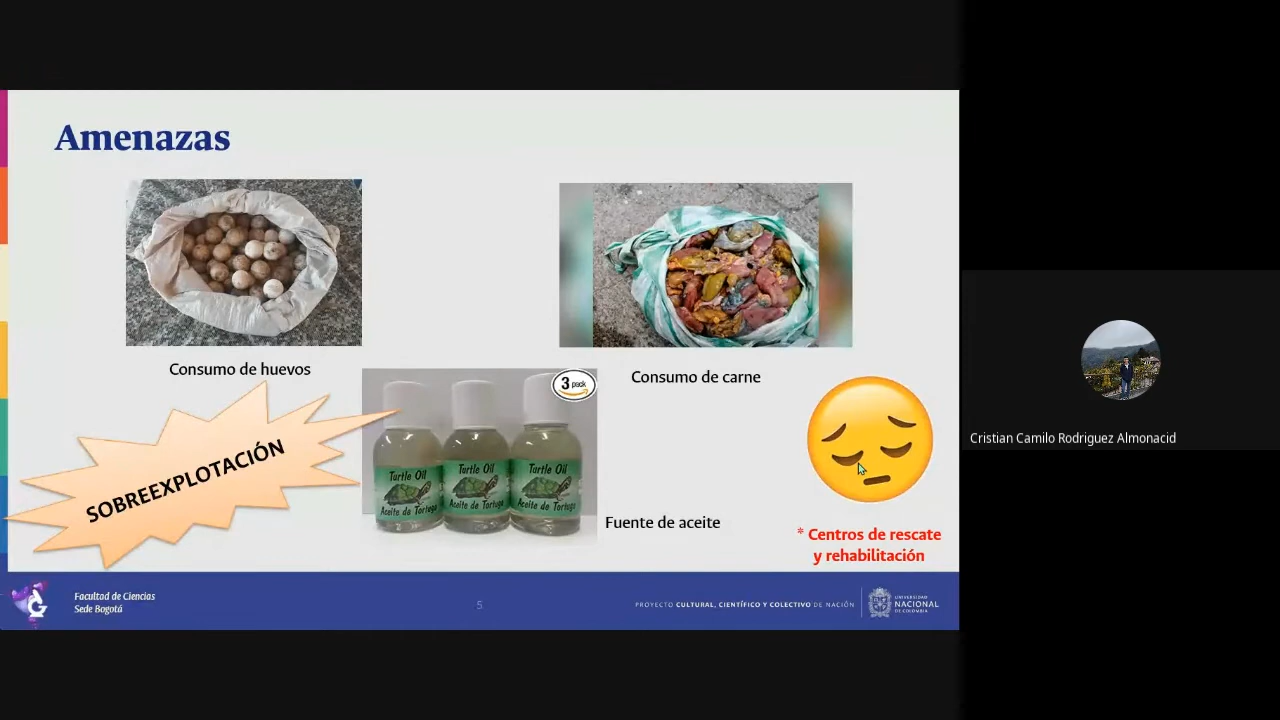 Amenazas
Consumo de huevos
Consumo de carne
3 pack
SOBREEXPLOTACIÓN
Turtle Oil
Aceite de Tortuga
Turtle Oil
Aceite de Tortuga
Turtle Oil
Aceite de Tortuga
Fuente de aceite
* Centros de rescate
y rehabilitación
Cristian Camilo Rodriguez Almonacid
Facultad de Ciencias
Sede Bogotá
5
PROYECTO CULTURAL, CIENTÍFICO Y COLECTIVO DE NACIÓN
UNIVERSIDAD
NACIONAL
DE COLOMBIA